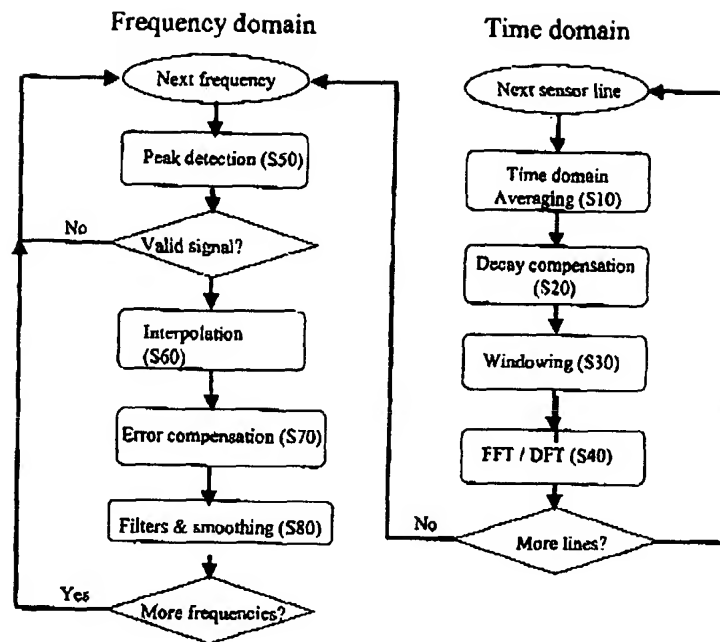 Frequency domain
Next frequency
Peak detection (S50)
No
Valid signal?
Interpolation
(S60)
Error compensation (S70)
Filters & smoothing (S80)
Yes
More frequencies?
Time domain
Next sensor line
Time domain
Averaging (S10)
Decay compensation
(S20)
Windowing (S30)
FFT / DFT (S40)
No
More lines?